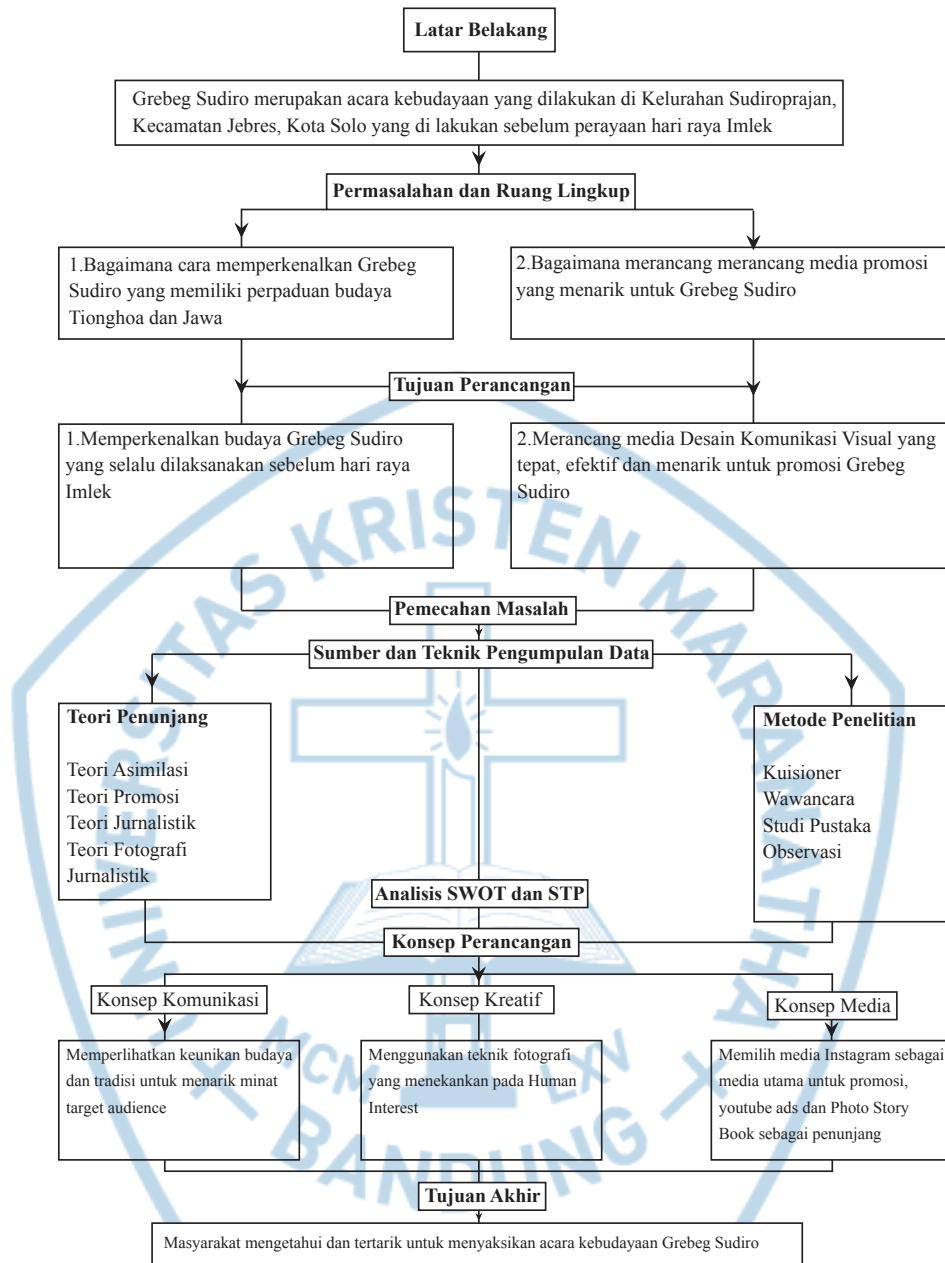 Latar Belakang
Grebeg Sudiro merupakan acara kebudayaan yang dilakukan di Kelurahan Sudiroprajan,
Kecamatan Jebres, Kota Solo yang di lakukan sebelum perayaan hari raya Imlek
Permasalahan dan Ruang Lingkup
1.Bagaimana cara memperkenalkan Grebeg
Sudiro yang memiliki perpaduan budaya
Tionghoa dan Jawa
2.Bagaimana merancang merancang media promosi
yang menarik untuk Grebeg Sudiro
Tujuan Perancangan
1.Memperkenalkan budaya Grebeg Sudiro
yang selalu dilaksanakan sebelum hari raya
Imlek
2.Merancang media Desain Komunikasi Visual yang
tepat, efektif dan menarik untuk promosi Grebeg
Sudiro
Pemecahan Masalah
Sumber dan Teknik Pengumpulan Data
Teori Penunjang
Teori Asimilasi
Teori Promosi
Teori Jurnalistik
Teori Fotografi
Jurnalistik
Metode Penelitian
Kuisioner
Wawancara
Studi Pustaka
Observasi
Analisis SWOT dan STP
Konsep Perancangan
Konsep Komunikasi
Memperlihatkan keunikan budaya
dan tradisi untuk menarik minat
target audience
Konsep Kreatif
Menggunakan teknik fotografi
yang menekankan pada Human
Interest
Konsep Media
Memilih media Instagram sebagai
media utama untuk promosi,
youtube ads dan Photo Story
Book sebagai penunjang
Tujuan Akhir
Masyarakat mengetahui dan tertarik untuk menyaksikan acara kebudayaan Grebeg Sudiro
UNIVERSITAS KRISTEN MARANATHA
MCM LXV
BANDUNG